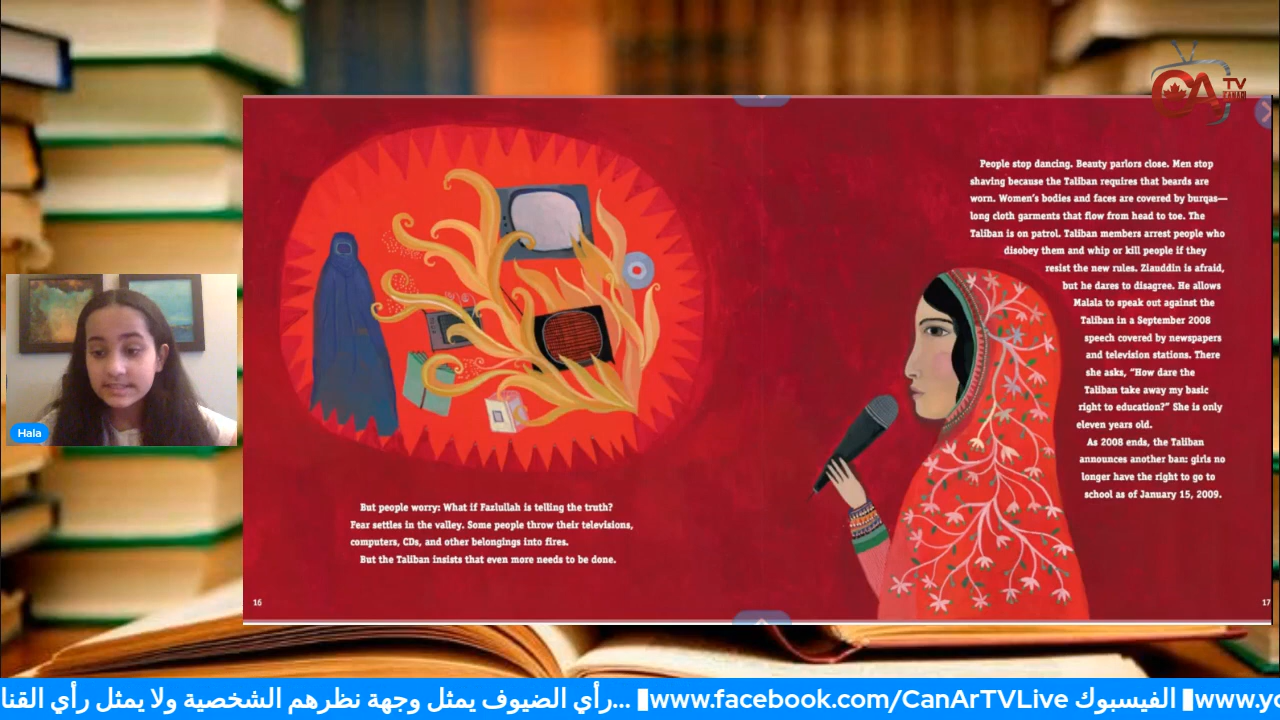 CA TV
People stop dancing. Beauty parlors close. Men stop
shaving because the Taliban requires that beards are
worn. Women's bodies and faces are covered by burqas—
long cloth garments that flow from head to toe. The
Taliban is on patrol. Taliban members arrest people who
disobey them and whip or kill people if they
resist the new rules. Ziauddin is afraid,
but he dares to disagree. He allows
Malala to speak out against the
Taliban in a September 2008
speech covered by newspapers
and television stations. There
she asks, "How dare the
Taliban take away my basic
right to education?" She is only
eleven years old.
As 2008 ends, the Taliban
announces another ban: girls no
longer have the right to go to
school as of January 15, 2009.
Hala
But people worry: What if Fazlullah is telling the truth?
Fear settles in the valley. Some people throw their televisions,
computers, CDs, and other belongings into fires.
But the Taliban insists that even more needs to be done.
16
17
رأي الضيوف يمثل وجهة نظرهم الشخصية ولا يمثل رأي القنا... www.facebook.com/CanArTVLive الفيسبوك www.yo